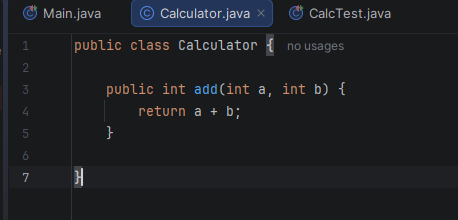 Main.java Calculator.java CalcTest.java
1 public class Calculator { no usages
2
3 public int add(int a, int b) {
4 return a + b;
5 }
6
7 }